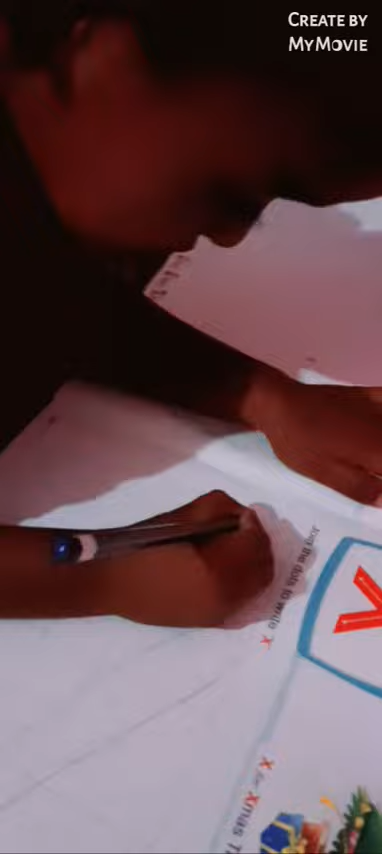 CREATE BY
MYMOVIE
Join the dots to write X
X
X for Xmas T